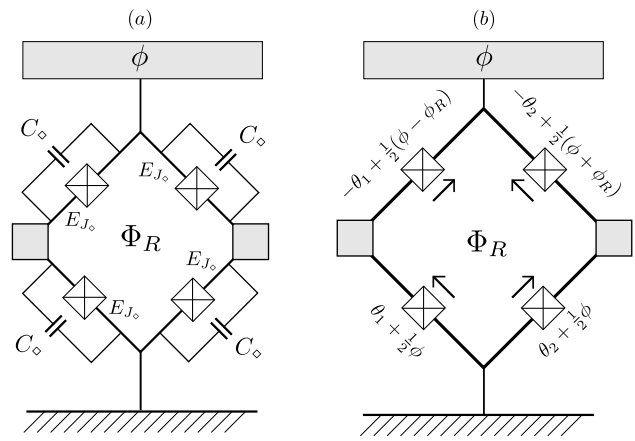 (a)
(b)
ϕ
ϕ
C⋄
C⋄
E_{J⋄}
E_{J⋄}
Φ_R
E_{J⋄}
E_{J⋄}
C⋄
C⋄
−θ₁ + ½(ϕ − ϕ_R)
−θ₂ + ½(ϕ + ϕ_R)
Φ_R
θ₁ + ½ϕ
θ₂ + ½ϕ